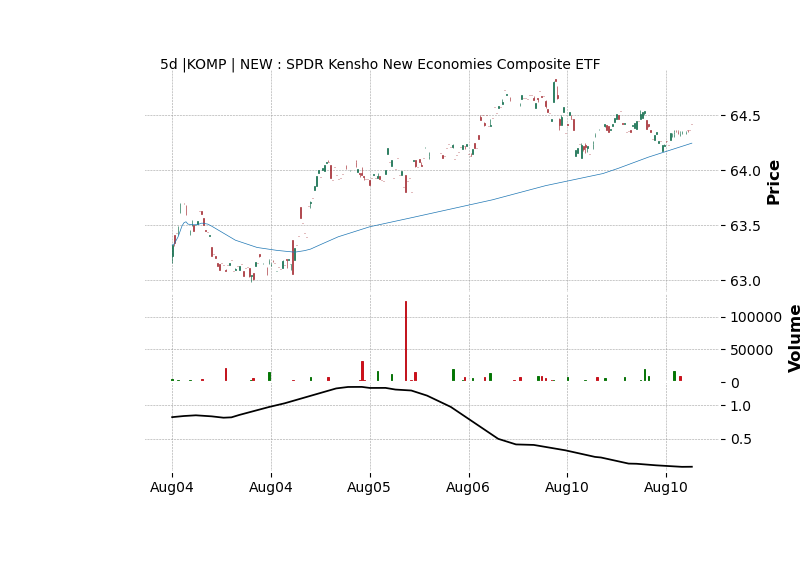 5d |KOMP | NEW : SPDR Kensho New Economies Composite ETF
64.5
64.0
63.5
63.0
Price
100000
50000
0
Volume
1.0
0.5
Aug04 Aug04 Aug05 Aug06 Aug10 Aug10